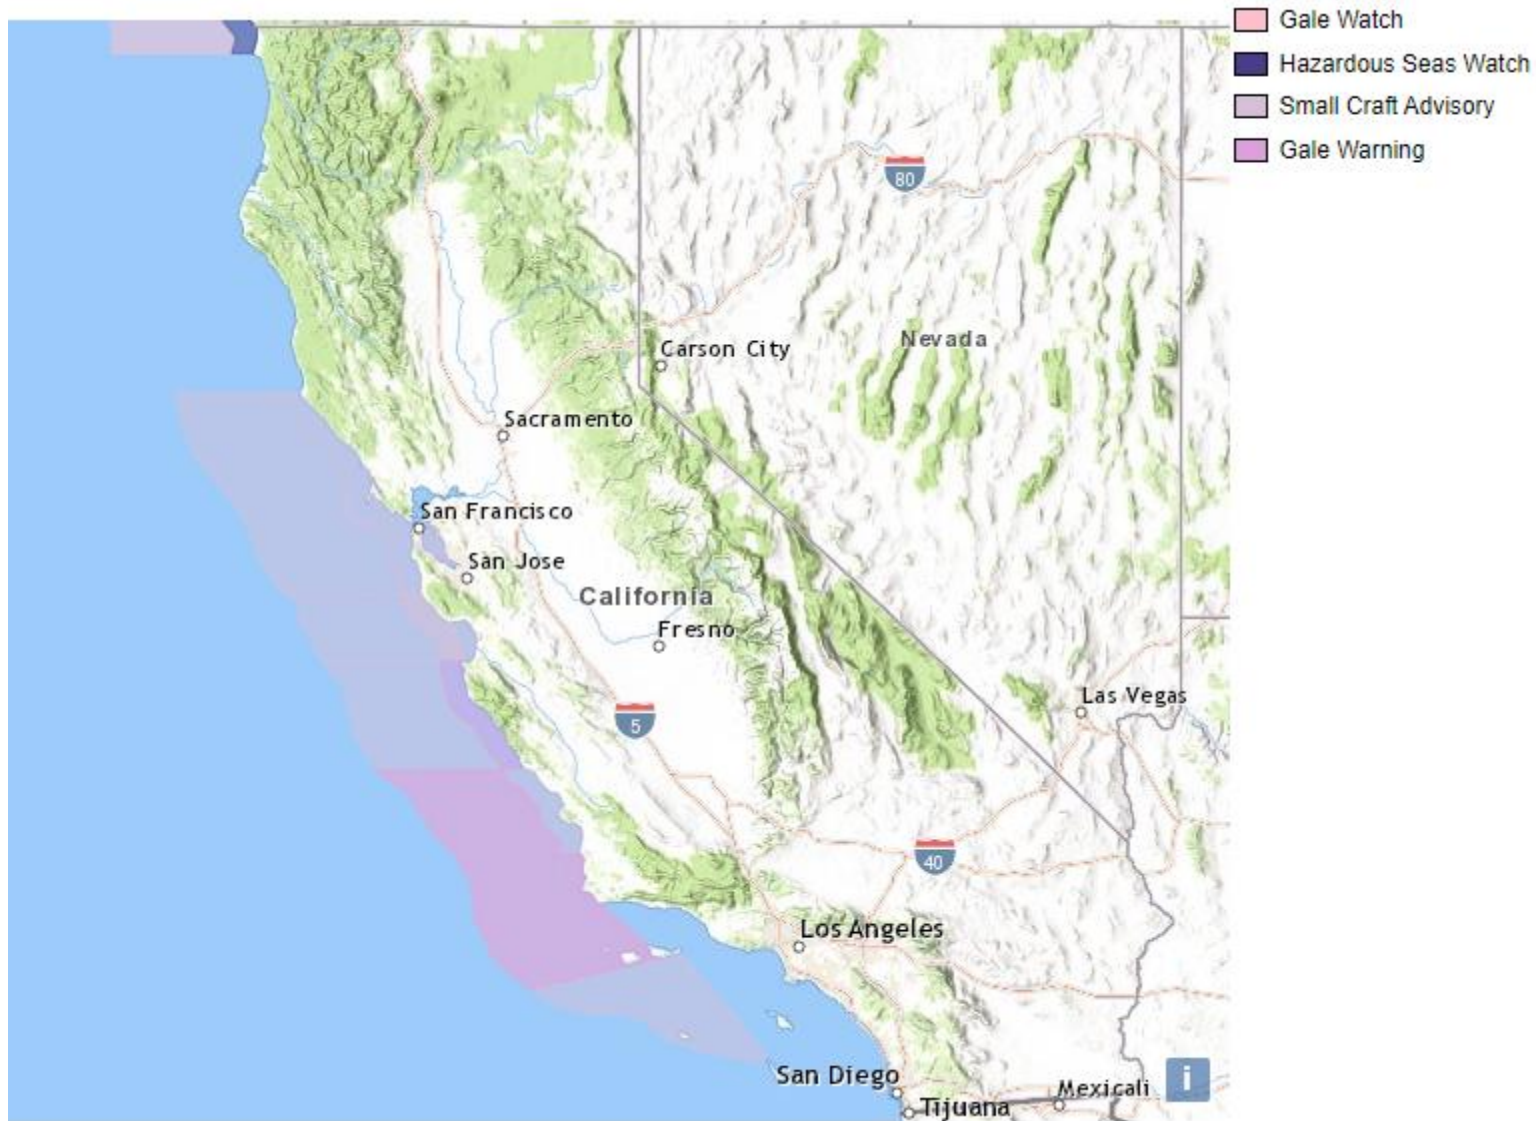 Gale Watch
Hazardous Seas Watch
Small Craft Advisory
Gale Warning
80
Nevada
Carson City
Sacramento
San Francisco
San Jose
California
Fresno
Las Vegas
5
40
Los Angeles
San Diego
Mexicali
Tijuana
i